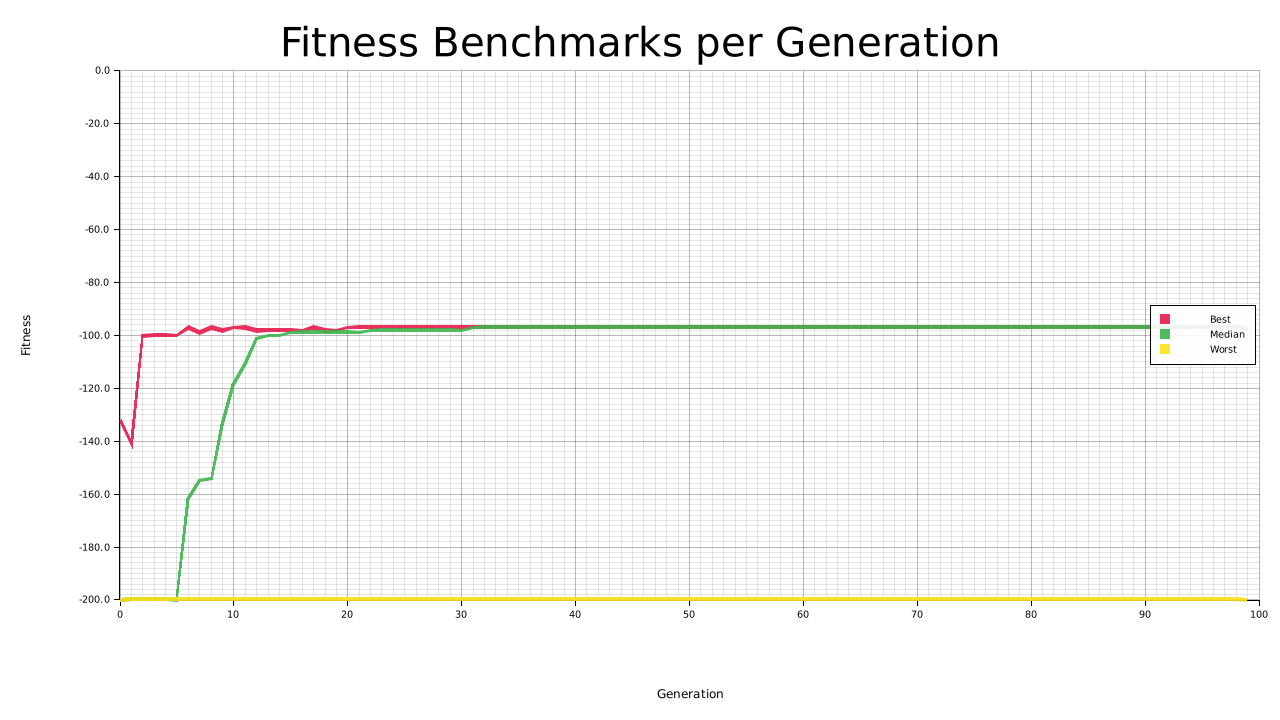 Fitness Benchmarks per Generation
0.0
-20.0
-40.0
-60.0
-80.0
-100.0
-120.0
-140.0
-160.0
-180.0
-200.0
Fitness
Best
Median
Worst
0 10 20 30 40 50 60 70 80 90 100
Generation